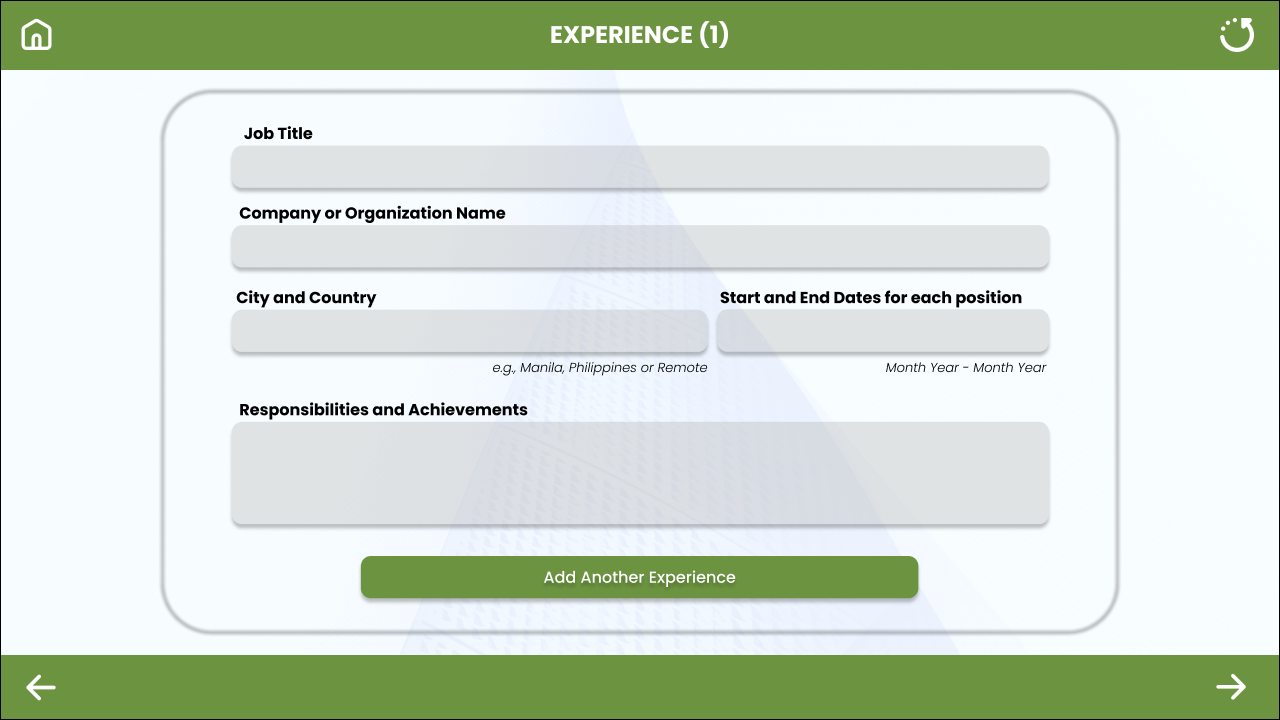 EXPERIENCE (1)
Job Title
Company or Organization Name
City and Country
Start and End Dates for each position
e.g., Manila, Philippines or Remote
Month Year - Month Year
Responsibilities and Achievements
Add Another Experience